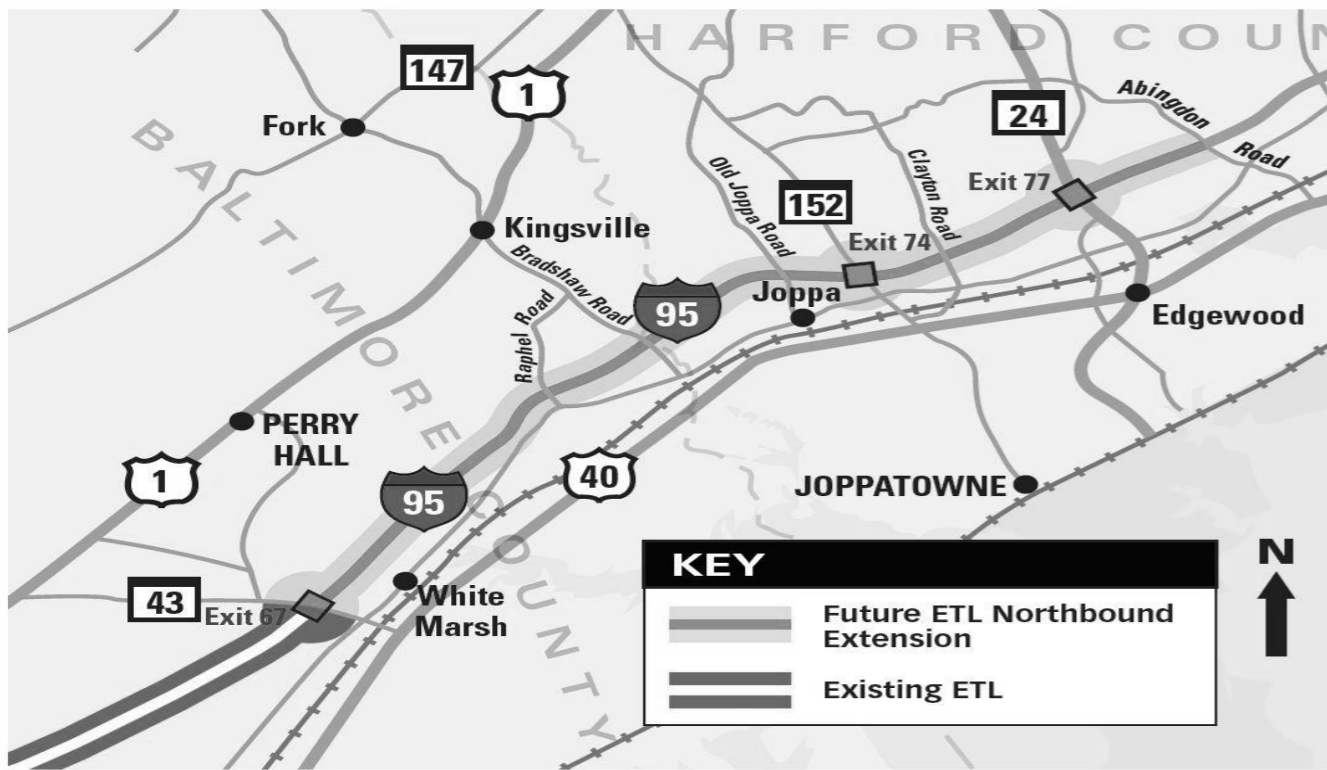 HARFORD COUN
147
1
Fork
24
Abingdon
Road
BALTIMORE COUNTY
Old Joppa Road
Clayton Road
Exit 77
152
Kingsville
Exit 74
Bradshaw Road
95
Joppa
Edgewood
Raphel Road
PERRY
HALL
1
95
40
JOPPATOWNE
43
Exit 67
White
Marsh
KEY
Future ETL Northbound
Extension
Existing ETL
N